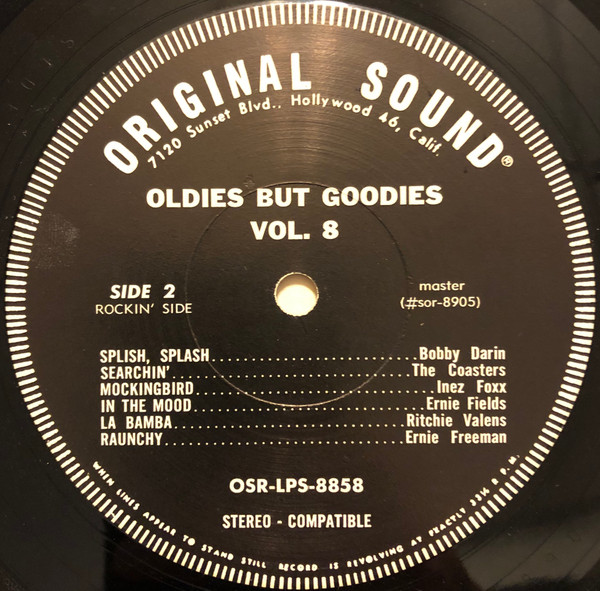 ORIGINAL SOUND®
7120 Sunset Blvd., Hollywood 46, Calif.
OLDIES BUT GOODIES
VOL. 8
SIDE 2
ROCKIN' SIDE
master
(#sor-8905)
SPLISH, SPLASH........................Bobby Darin
SEARCHIN'........................The Coasters
MOCKINGBIRD........................Inez Foxx
IN THE MOOD........................Ernie Fields
LA BAMBA........................Ritchie Valens
RAUNCHY........................Ernie Freeman
OSR-LPS-8858
STEREO - COMPATIBLE
WHEN LINES APPEAR TO STAND STILL RECORD IS REVOLVING AT EXACTLY 33⅓ R.P.M.